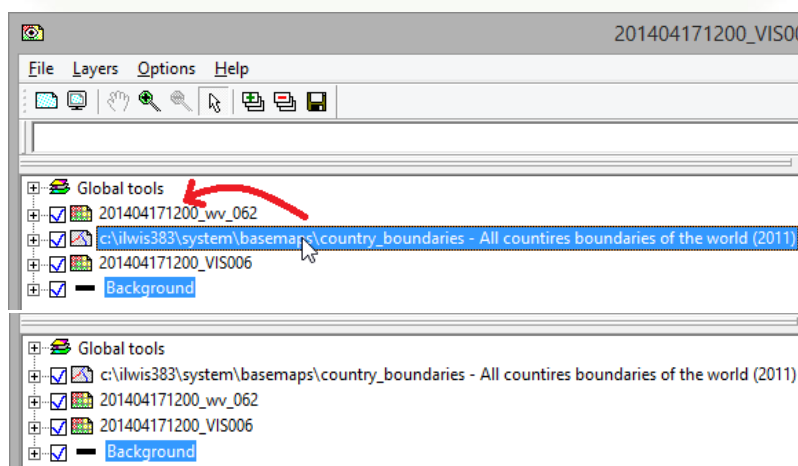 201404171200_VIS00
File Layers Options Help
Global tools
201404171200_wv_062
c:\ilwis383\system\basemaps\country_boundaries - All countires boundaries of the world (2011)
201404171200_VIS006
Background
Global tools
c:\ilwis383\system\basemaps\country_boundaries - All countires boundaries of the world (2011)
201404171200_wv_062
201404171200_VIS006
Background